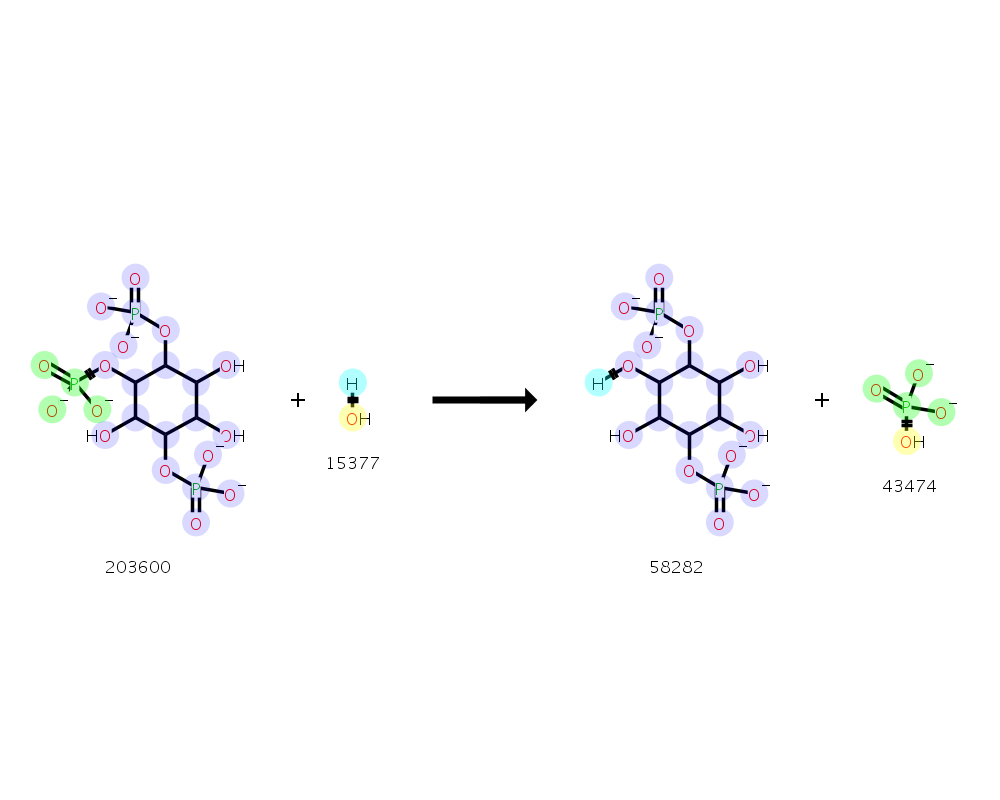 O
O⁻ P
O⁻ O
O O OH
P
O⁻ O⁻
HO OH
O⁻
O P O⁻
O
203600
+
H
OH
15377
O
O⁻ P
O⁻ O
O OH
H
HO OH
O⁻
O P O⁻
O
58282
+
O⁻
O P O⁻
OH
43474